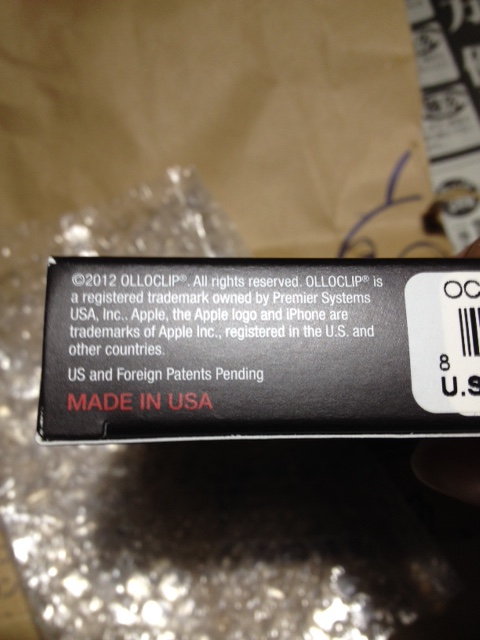 ©2012 OLLOCLIP®. All rights reserved. OLLOCLIP® is
a registered trademark owned by Premier Systems
USA, Inc.. Apple, the Apple logo and iPhone are
trademarks of Apple Inc., registered in the U.S. and
other countries.
US and Foreign Patents Pending
MADE IN USA
OC
8
U.S